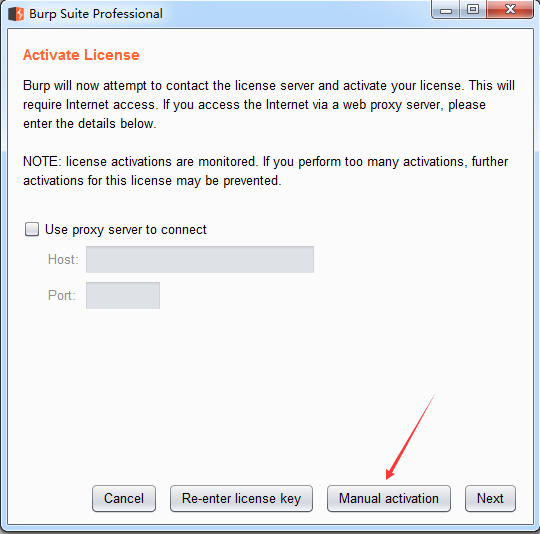 Burp Suite Professional
Activate License
Burp will now attempt to contact the license server and activate your license. This will
require Internet access. If you access the Internet via a web proxy server, please
enter the details below.
NOTE: license activations are monitored. If you perform too many activations, further
activations for this license may be prevented.
Use proxy server to connect
Host:
Port:
Cancel Re-enter license key Manual activation Next